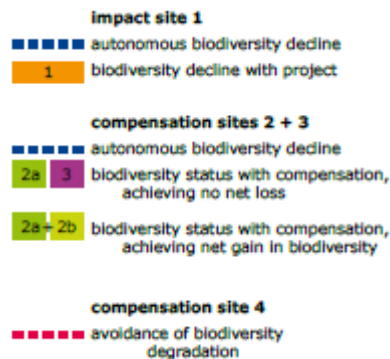 impact site 1
autonomous biodiversity decline
1 biodiversity decline with project
compensation sites 2 + 3
autonomous biodiversity decline
2a 3 biodiversity status with compensation,
achieving no net loss
2a+2b biodiversity status with compensation,
achieving net gain in biodiversity
compensation site 4
avoidance of biodiversity
degradation